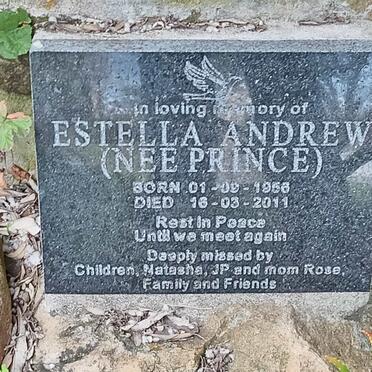 In loving memory of
ESTELLA ANDREW
(NEE PRINCE)
BORN 01-09-1956
DIED 16-03-2011
Rest in Peace
Until we meet again
Deeply missed by
Children, Natasha, JP and mom Rose,
Family and Friends